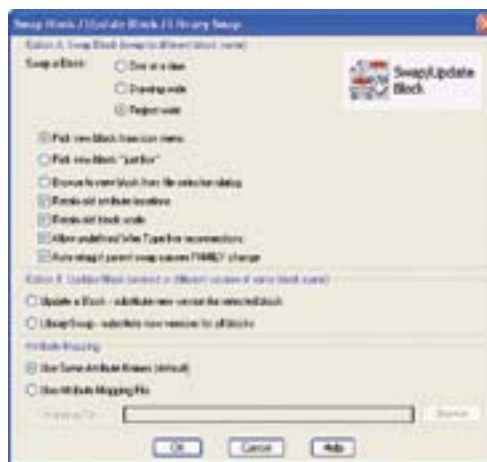 Swap Block / Update Block / Library Swap
Option A: Swap Block (swap to different block name)
Swap a Block:
One at a time
Drawing wide
Project wide
Swap/Update
Block
Pick new block from icon menu
Pick new block "just like"
Browse to new block from file selection dialog
Retain old attribute locations
Retain old block scale
Allow undefined Wire Type line reconnections
Auto retag if parent swap causes FAMILY change
Option B: Update Block (revised or different version of same block name)
Update a Block - substitute new version for selected block
Library Swap - substitute new versions for all blocks
Attribute Mapping
Use Same Attribute Names (default)
Use Attribute Mapping File
Mapping File
Browse
OK
Cancel
Help